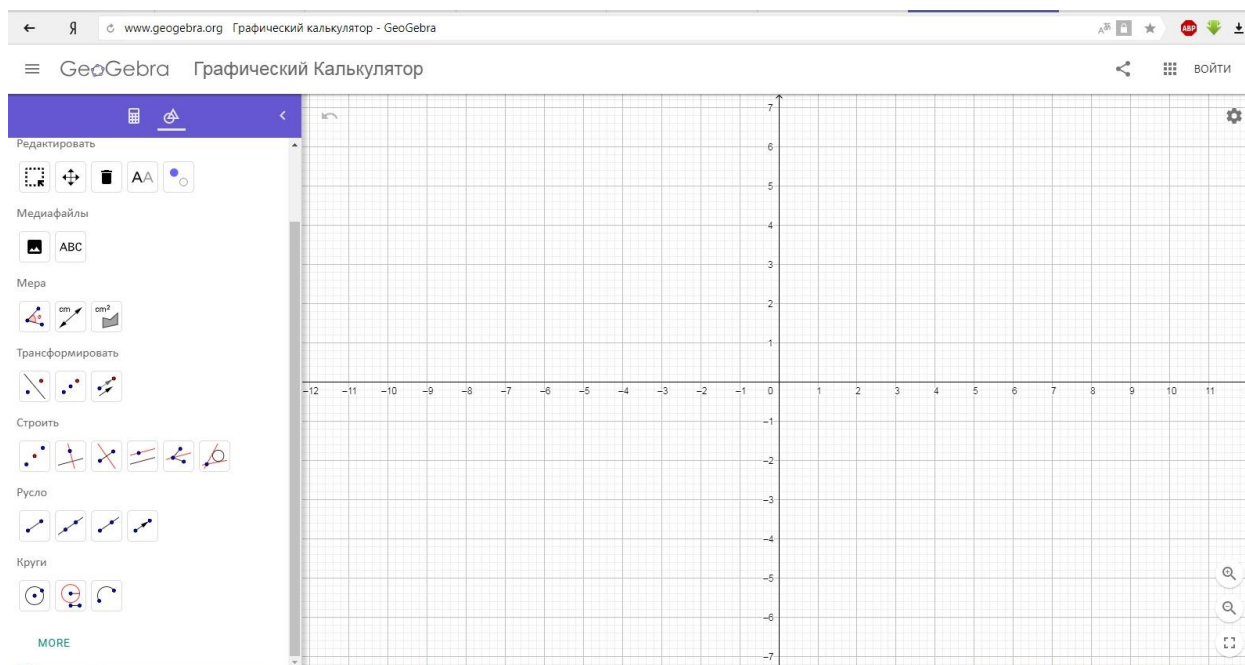 Я www.geogebra.org Графический калькулятор - GeoGebra
ABP
GeoGebra Графический Калькулятор ВОЙТИ
Редактировать
AA
Медиафайлы
ABC
Мера
cm cm²
Трансформировать
Строить
Русло
Круги
MORE
7
6
5
4
3
2
1
−12 −11 −10 −9 −8 −7 −6 −5 −4 −3 −2 −1 0 1 2 3 4 5 6 7 8 9 10 11
−1
−2
−3
−4
−5
−6
−7